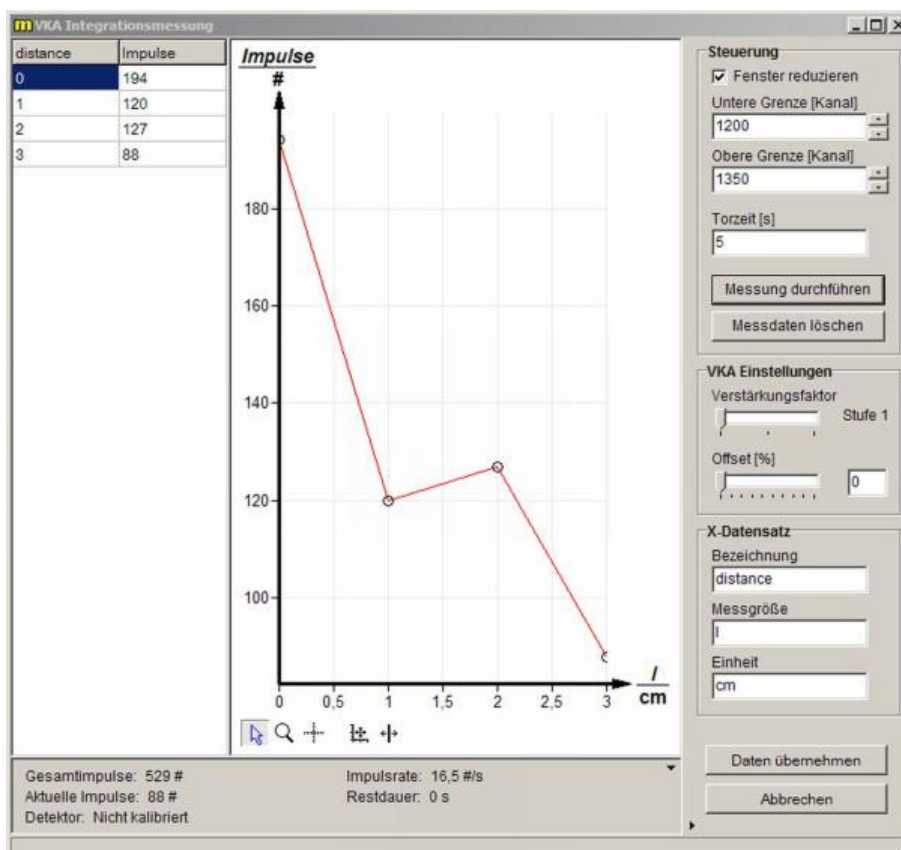 VKA Integrationsmessung
distance Impulse
0 194
1 120
2 127
3 88
Impulse
#
180
160
140
120
100
0 0,5 1 1,5 2 2,5 3
l
cm
Steuerung
Fenster reduzieren
Untere Grenze [Kanal]
1200
Obere Grenze [Kanal]
1350
Torzeit [s]
5
Messung durchführen
Messdaten löschen
VKA Einstellungen
Verstärkungsfaktor
Stufe 1
Offset [%]
0
X-Datensatz
Bezeichnung
distance
Messgröße
l
Einheit
cm
Daten übernehmen
Abbrechen
Gesamtimpulse: 529 # Impulsrate: 16,5 #/s
Aktuelle Impulse: 88 # Restdauer: 0 s
Detektor: Nicht kalibriert